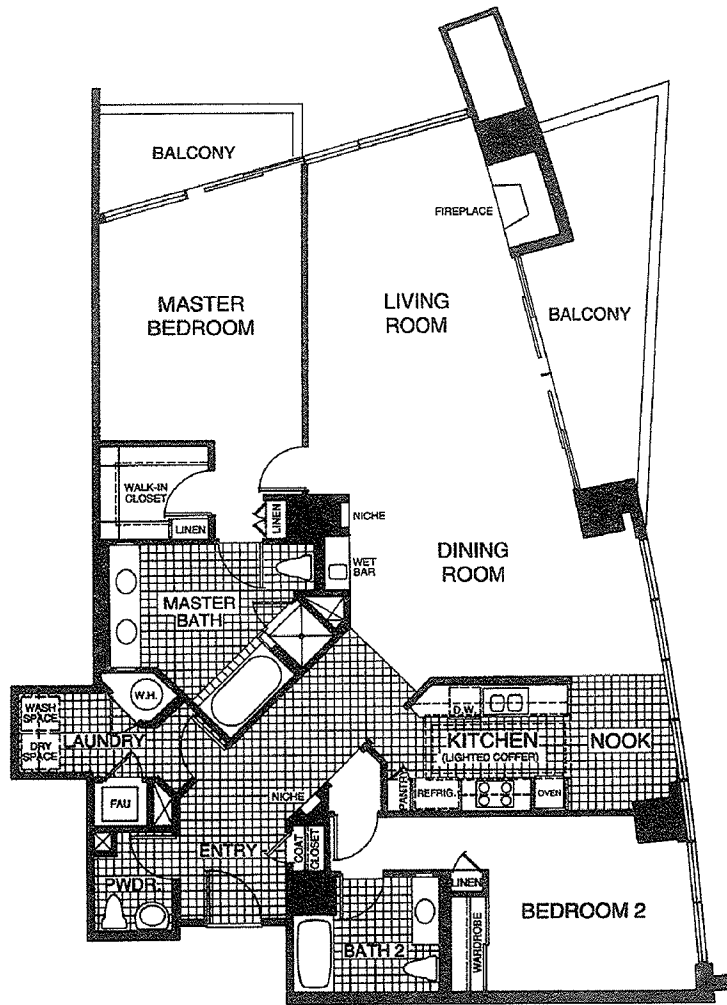 BALCONY
FIREPLACE
MASTER
BEDROOM
LIVING
ROOM
BALCONY
WALK-IN
CLOSET
LINEN
LINEN
NICHE
WET
BAR
DINING
ROOM
MASTER
BATH
W.H.
WASH
SPACE
LAUNDRY
DRY
SPACE
D.W.
KITCHEN
(LIGHTED COFFER)
NOOK
FAU
NICHE
PANTRY
REFRIG.
OVEN
ENTRY
COAT
CLOSET
PWDR.
LINEN
BEDROOM 2
WARDROBE
BATH 2